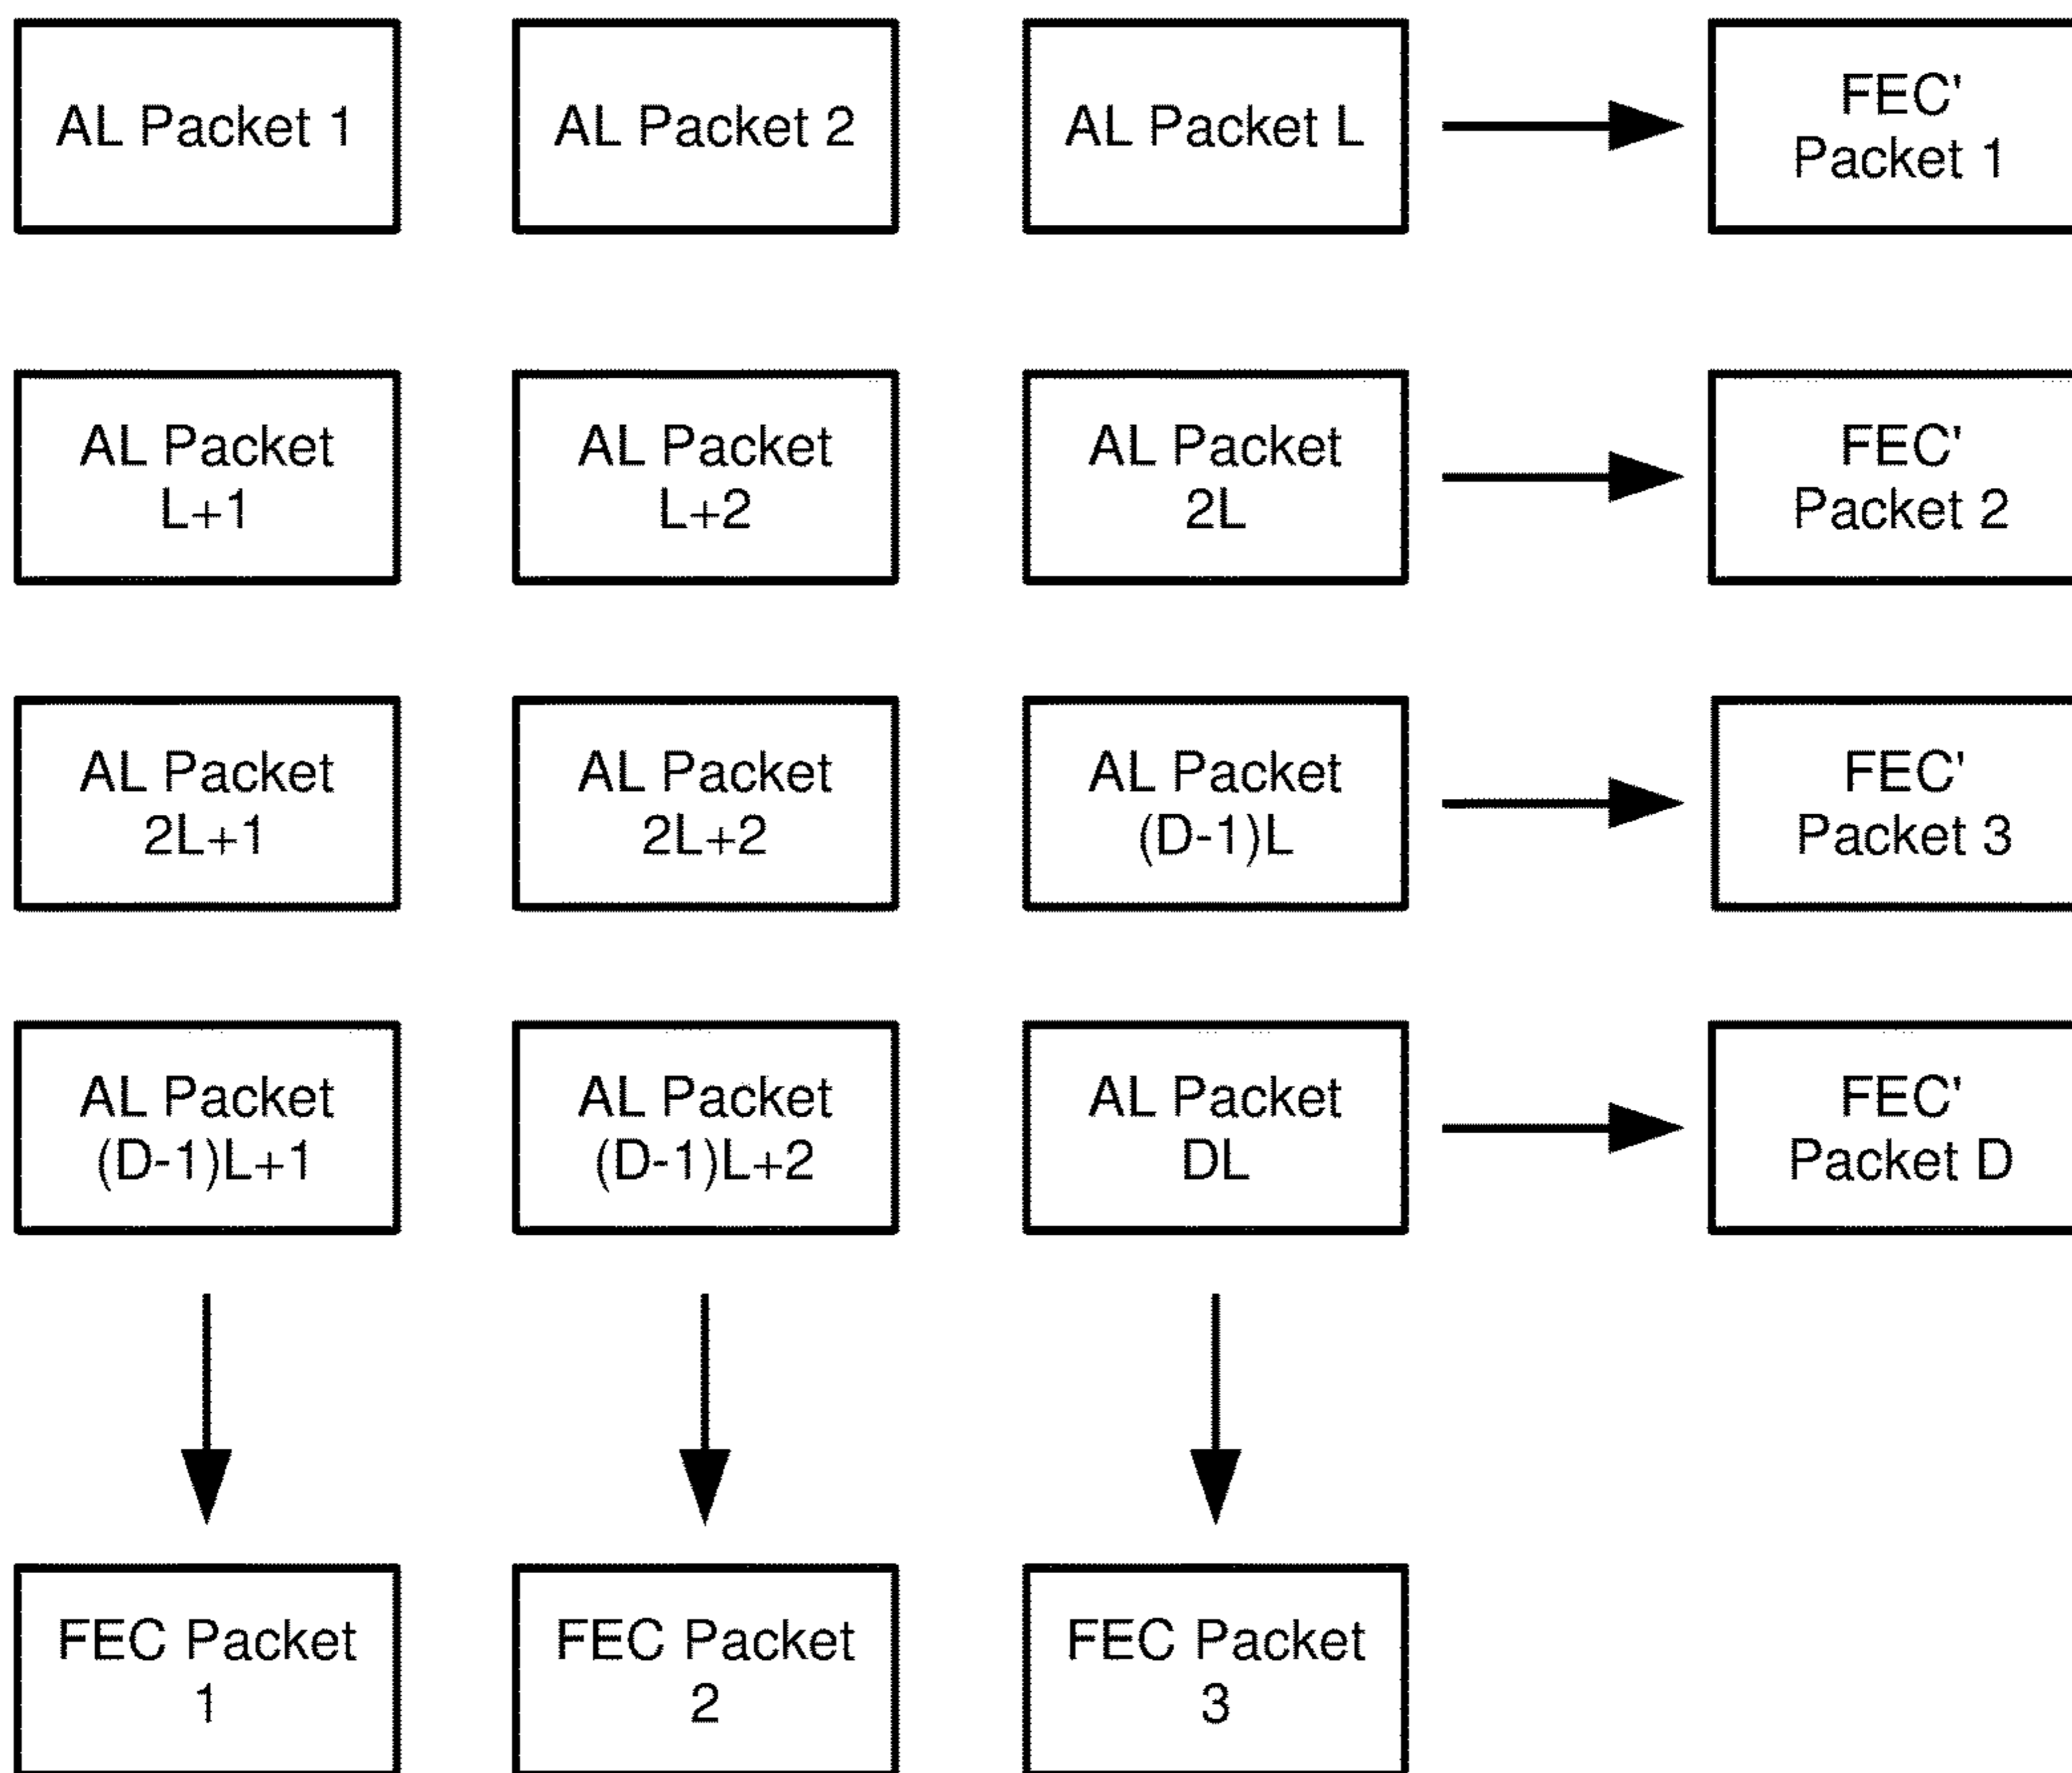 AL Packet 1
AL Packet 2
AL Packet L
FEC'
Packet 1
AL Packet
L+1
AL Packet
L+2
AL Packet
2L
FEC'
Packet 2
AL Packet
2L+1
AL Packet
2L+2
AL Packet
(D-1)L
FEC'
Packet 3
AL Packet
(D-1)L+1
AL Packet
(D-1)L+2
AL Packet
DL
FEC'
Packet D
FEC Packet
1
FEC Packet
2
FEC Packet
3